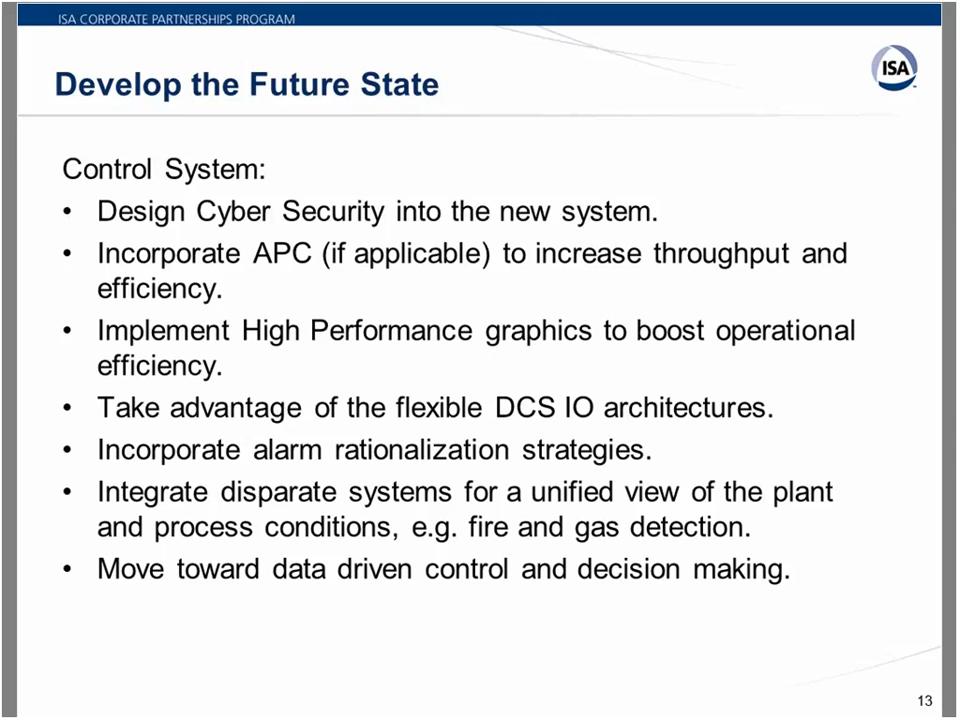 ISA CORPORATE PARTNERSHIPS PROGRAM
Develop the Future State
ISA
Control System:
• Design Cyber Security into the new system.
• Incorporate APC (if applicable) to increase throughput and
efficiency.
• Implement High Performance graphics to boost operational
efficiency.
• Take advantage of the flexible DCS IO architectures.
• Incorporate alarm rationalization strategies.
• Integrate disparate systems for a unified view of the plant
and process conditions, e.g. fire and gas detection.
• Move toward data driven control and decision making.
13